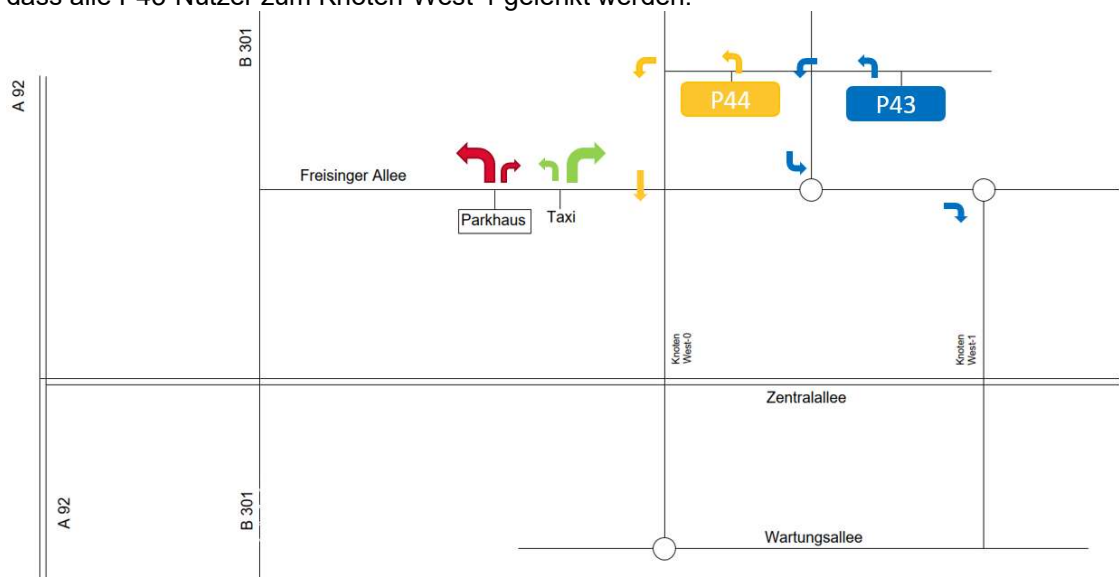 dass alle P43-Nutzer zum Knoten West-1 gelenkt werden.
B 301
A 92
P44
P43
Freisinger Allee
Parkhaus
Taxi
Knoten
West-0
Knoten
West-1
Zentralallee
A 92
B 301
Wartungsallee